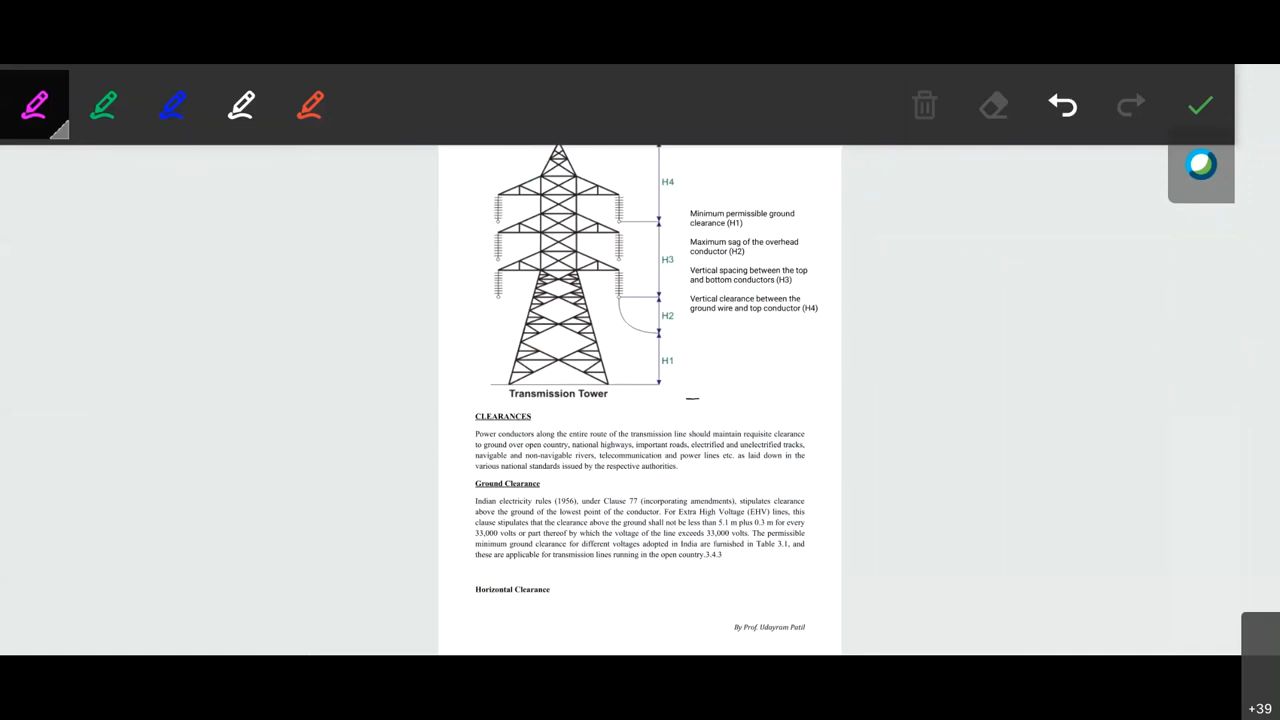 H4
Minimum permissible ground
clearance (H1)
Maximum sag of the overhead
conductor (H2)
H3
Vertical spacing between the top
and bottom conductors (H3)
Vertical clearance between the
ground wire and top conductor (H4)
H2
H1
Transmission Tower
CLEARANCES
Power conductors along the entire route of the transmission line should maintain requisite clearance
to ground over open country, national highways, important roads, electrified and unelectrified tracks,
navigable and non-navigable rivers, telecommunication and power lines etc. as laid down in the
various national standards issued by the respective authorities.
Ground Clearance
Indian electricity rules (1956), under Clause 77 (incorporating amendments), stipulates clearance
above the ground of the lowest point of the conductor. For Extra High Voltage (EHV) lines, this
clause stipulates that the clearance above the ground shall not be less than 5.1 m plus 0.3 m for every
33,000 volts or part thereof by which the voltage of the line exceeds 33,000 volts. The permissible
minimum ground clearance for different voltages adopted in India are furnished in Table 3.1, and
these are applicable for transmission lines running in the open country.3.4.3
Horizontal Clearance
By Prof. Udayram Patil
+39